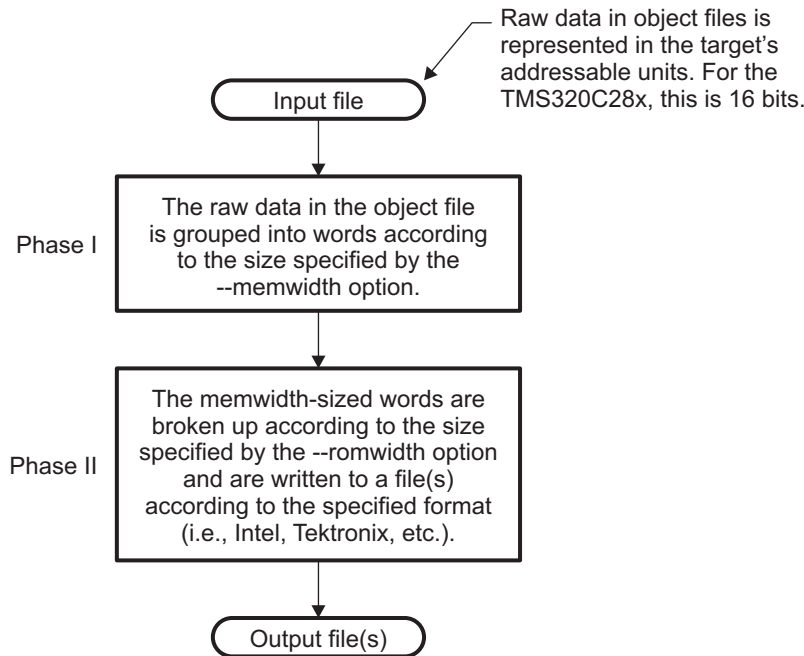 Raw data in object files is
represented in the target's
addressable units. For the
TMS320C28x, this is 16 bits.
Input file
Phase I
The raw data in the object file
is grouped into words according
to the size specified by the
--memwidth option.
Phase II
The memwidth-sized words are
broken up according to the size
specified by the --romwidth option
and are written to a file(s)
according to the specified format
(i.e., Intel, Tektronix, etc.).
Output file(s)